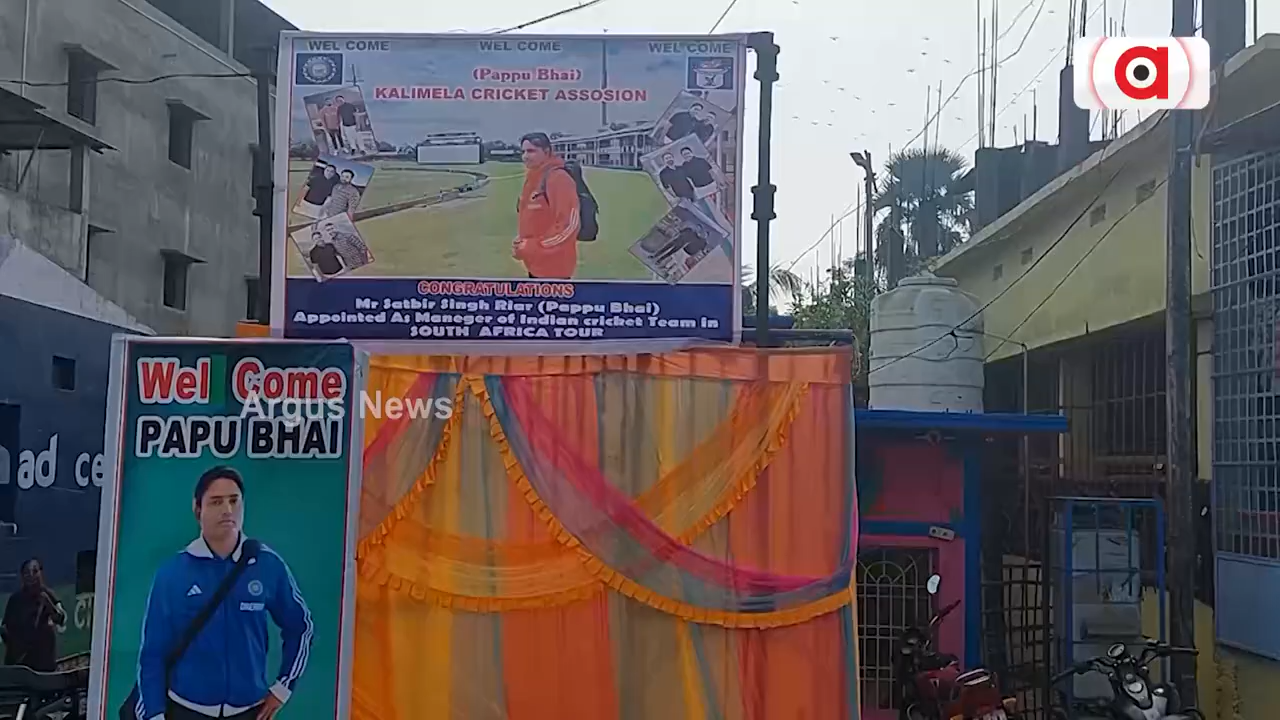 WEL COME WEL COME WEL COME
(Pappu Bhai)
KALIMELA CRICKET ASSOSION
CONGRATULATIONS
Mr Satbir Singh Riar (Pappu Bhai)
Appointed As Maneger of Indian cricket Team in
SOUTH AFRICA TOUR
Wel Come
PAPU BHAI
Argus News
a
ad ce